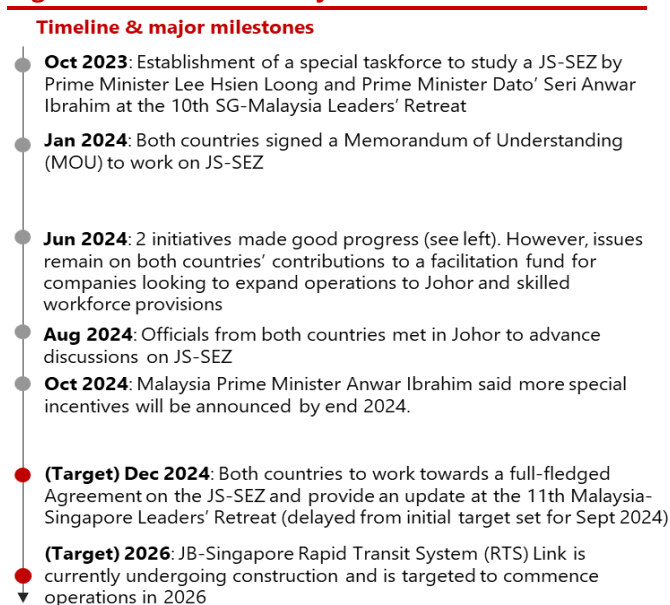 Timeline & major milestones
Oct 2023: Establishment of a special taskforce to study a JS-SEZ by
Prime Minister Lee Hsien Loong and Prime Minister Dato’ Seri Anwar
Ibrahim at the 10th SG-Malaysia Leaders’ Retreat
Jan 2024: Both countries signed a Memorandum of Understanding
(MOU) to work on JS-SEZ
Jun 2024: 2 initiatives made good progress (see left). However, issues
remain on both countries’ contributions to a facilitation fund for
companies looking to expand operations to Johor and skilled
workforce provisions
Aug 2024: Officials from both countries met in Johor to advance
discussions on JS-SEZ
Oct 2024: Malaysia Prime Minister Anwar Ibrahim said more special
incentives will be announced by end 2024.
(Target) Dec 2024: Both countries to work towards a full-fledged
Agreement on the JS-SEZ and provide an update at the 11th Malaysia-
Singapore Leaders’ Retreat (delayed from initial target set for Sept 2024)
(Target) 2026: JB-Singapore Rapid Transit System (RTS) Link is
currently undergoing construction and is targeted to commence
operations in 2026